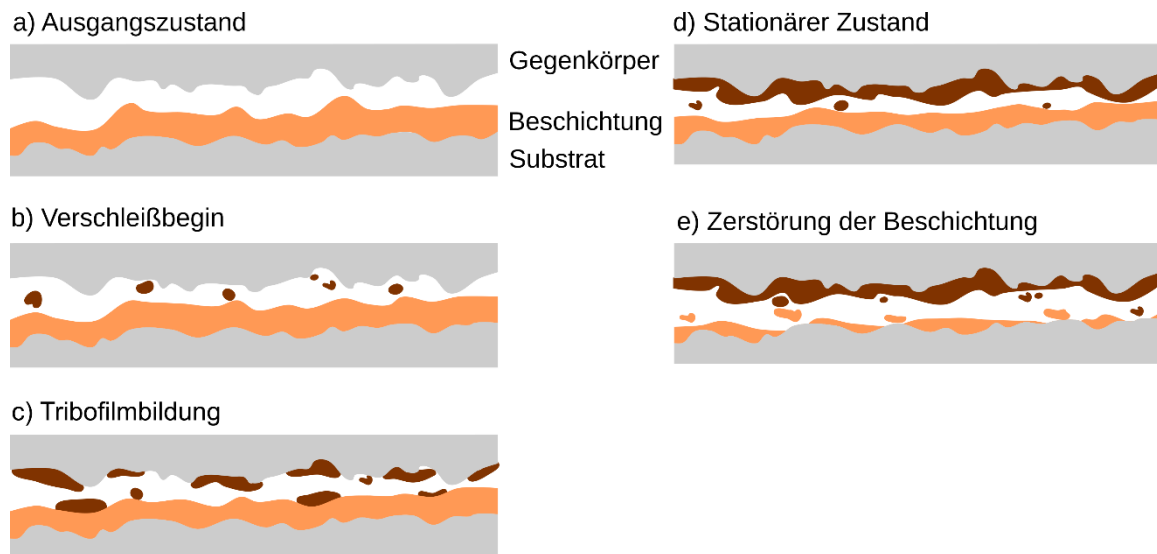 a) Ausgangszustand
Gegenkörper
Beschichtung
Substrat
b) Verschleißbegin
c) Tribofilmbildung
d) Stationärer Zustand
e) Zerstörung der Beschichtung